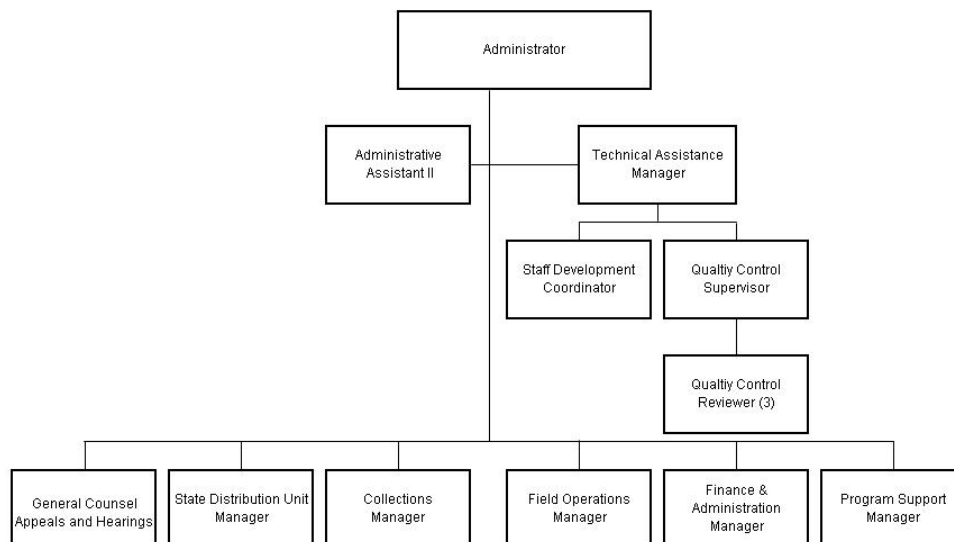 Administrator
Administrative
Assistant II
Technical Assistance
Manager
Staff Development
Coordinator
Qualtiy Control
Supervisor
Qualtiy Control
Reviewer (3)
General Counsel
Appeals and Hearings
State Distribution Unit
Manager
Collections
Manager
Field Operations
Manager
Finance &
Administration
Manager
Program Support
Manager